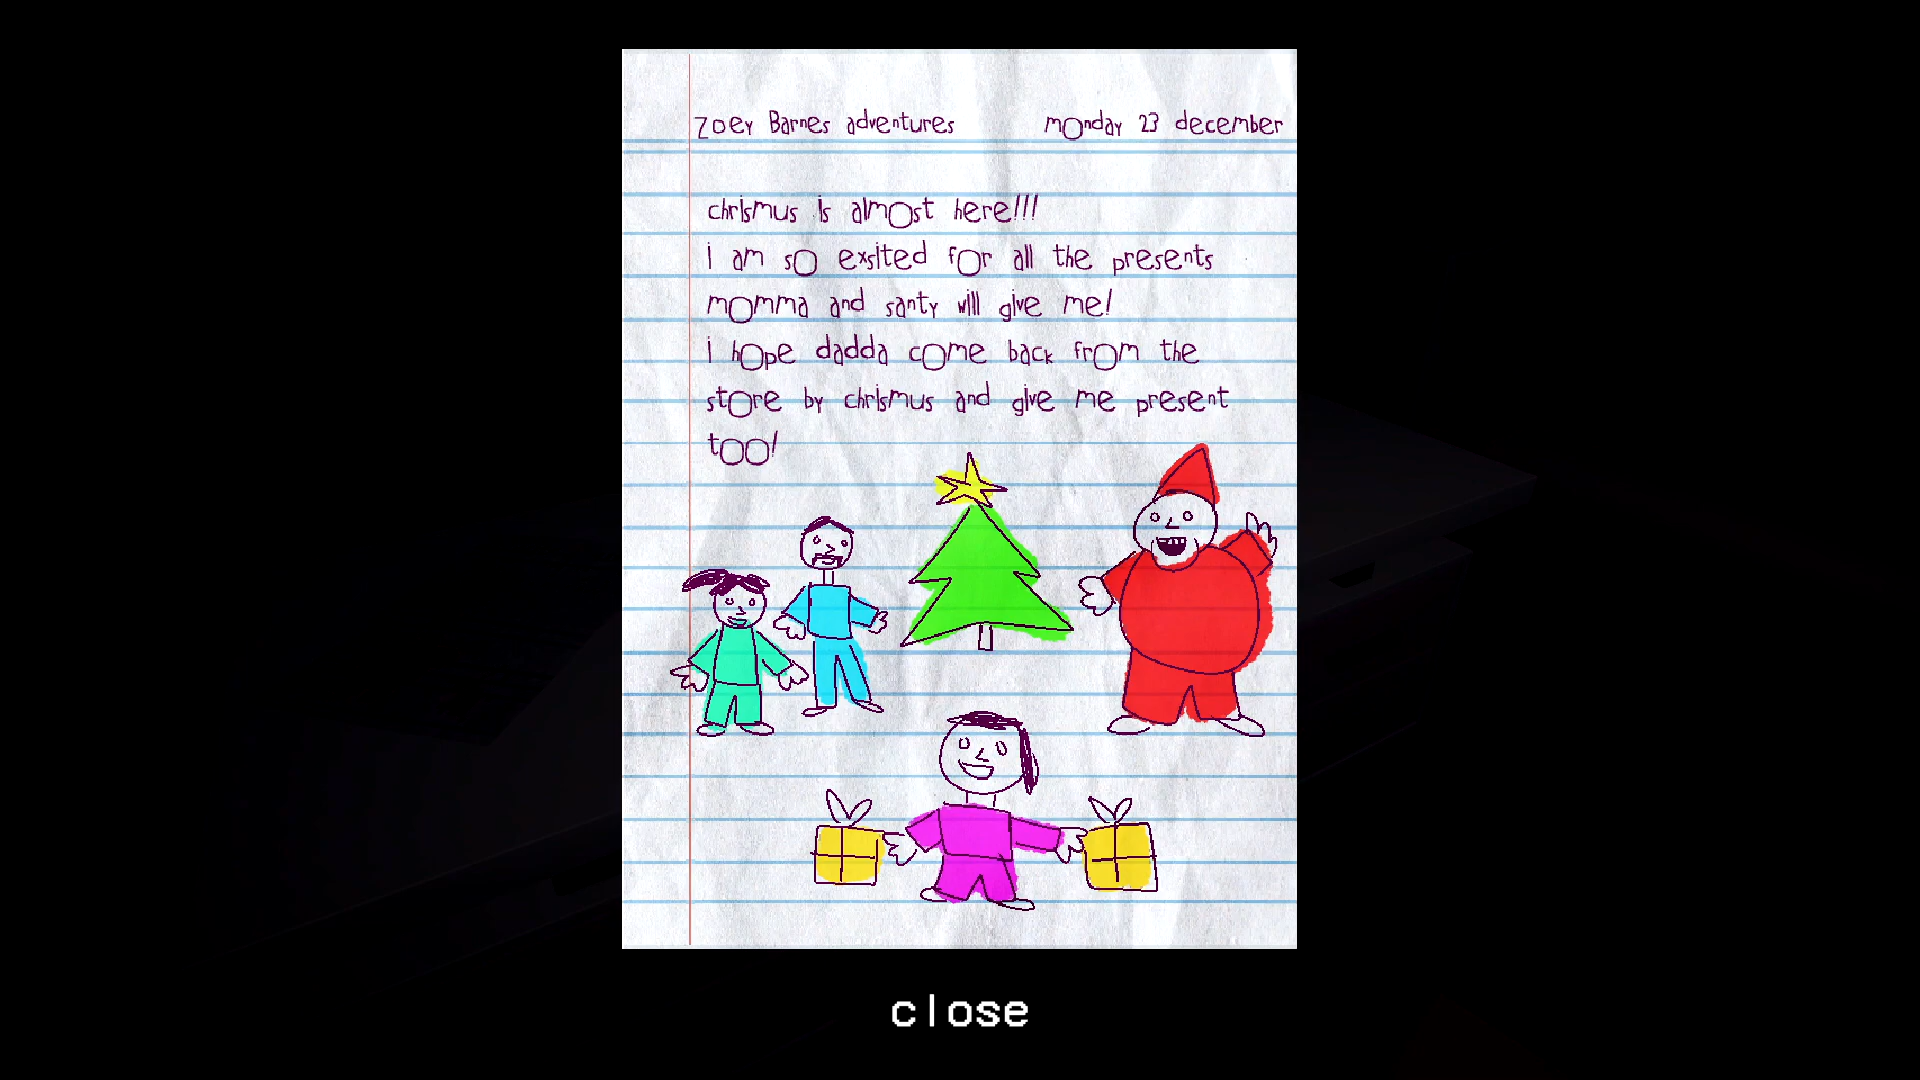 Zoey Barnes adventures monday 23 december
chrismus is almost here!!!
i am so exsited for all the presents
momma and santy will give me!
i hope dadda come back from the
store by chrismus and give me present
too!
close